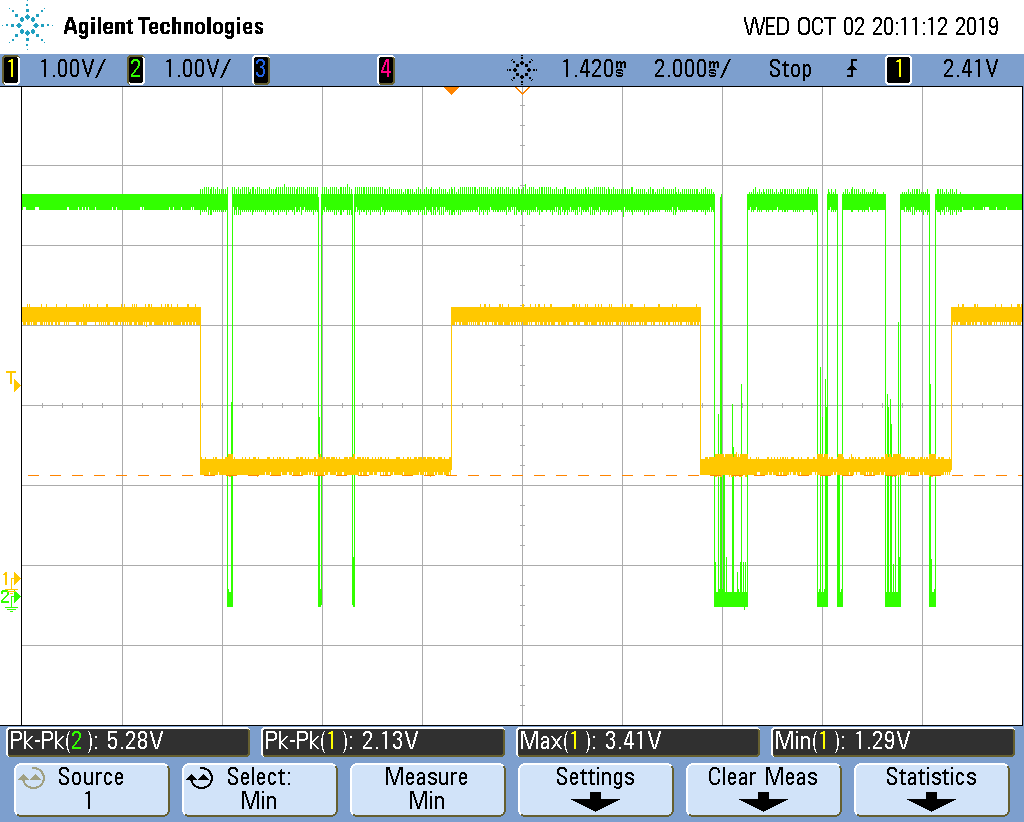 Agilent Technologies WED OCT 02 20:11:12 2019
1 1.00V/ 2 1.00V/ 3 4 1.420ms 2.000ms/ Stop 1 2.41V
T
1
2
Pk-Pk(2): 5.28V Pk-Pk(1): 2.13V Max(1): 3.41V Min(1): 1.29V
Source Select: Measure Settings Clear Meas Statistics
1 Min Min